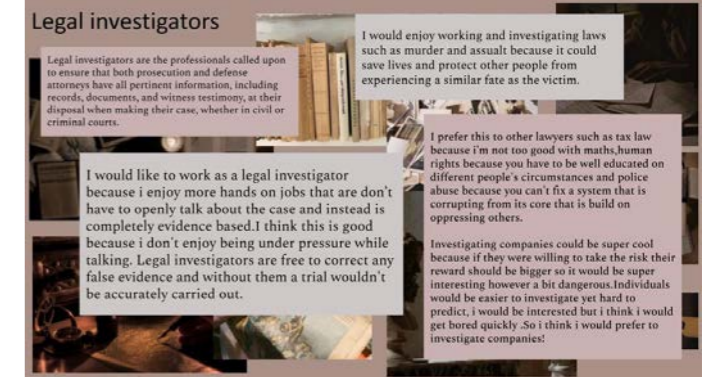 Legal investigators
Legal investigators are the professionals called upon
to ensure that both prosecution and defense
attorneys have all pertinent information, including
records, documents, and witness testimony, at their
disposal when making their case, whether in civil or
criminal courts.
I would enjoy working and investigating laws
such as murder and assualt because it could
save lives and protect other people from
experiencing a similar fate as the victim.
I would like to work as a legal investigator
because i enjoy more hands on jobs that are don't
have to openly talk about the case and instead is
completely evidence based.I think this is good
because i don't enjoy being under pressure while
talking. Legal investigators are free to correct any
false evidence and without them a trial wouldn't
be accurately carried out.
I prefer this to other lawyers such as tax law
because i'm not too good with maths,human
rights because you have to be well educated on
different people's circumstances and police
abuse because you can't fix a system that is
corrupting from its core that is build on
oppressing others.
Investigating companies could be super cool
because if they were willing to take the risk their
reward should be bigger so it would be super
interesting however a bit dangerous.Individuals
would be easier to investigate yet hard to
predict, i would be interested but i think i would
get bored quickly .So i think i would prefer to
investigate companies!